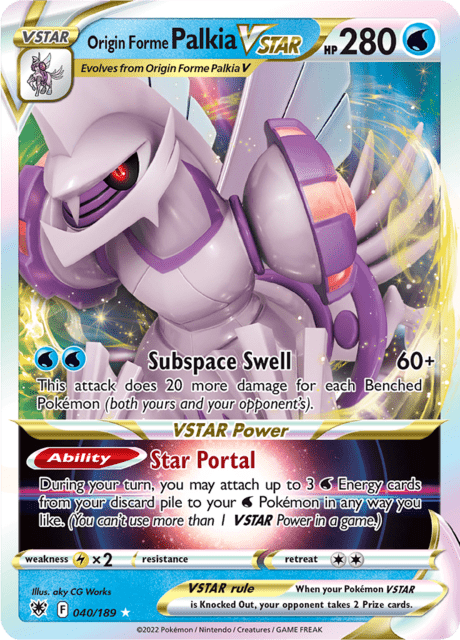 VSTAR
Origin Forme Palkia VSTAR HP 280
Evolves from Origin Forme Palkia V
Subspace Swell 60+
This attack does 20 more damage for each Benched
Pokémon (both yours and your opponent's).
VSTAR Power
Ability Star Portal
During your turn, you may attach up to 3 Energy cards
from your discard pile to your Pokémon in any way you
like. (You can't use more than 1 VSTAR Power in a game.)
weakness ×2 resistance retreat
Illus. aky CG Works
VSTAR rule When your Pokémon VSTAR
is Knocked Out, your opponent takes 2 Prize cards.
F 040/189
©2022 Pokémon / Nintendo / Creatures / GAME FREAK